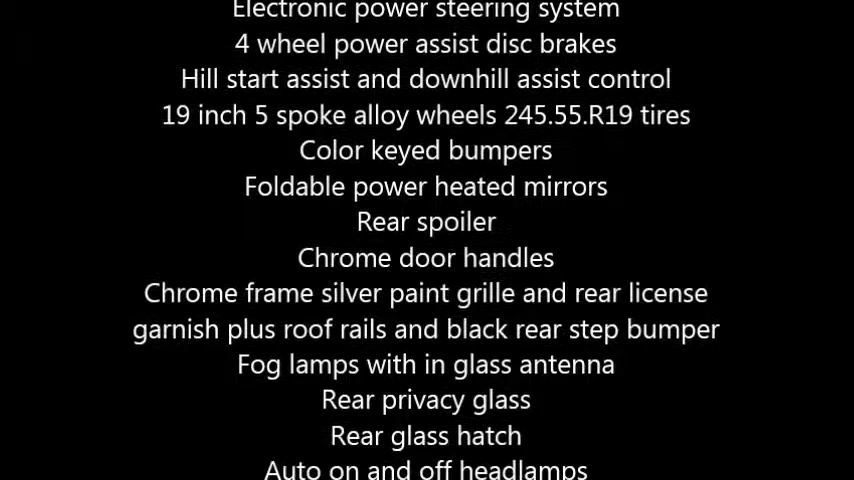 Electronic power steering system
4 wheel power assist disc brakes
Hill start assist and downhill assist control
19 inch 5 spoke alloy wheels 245.55.R19 tires
Color keyed bumpers
Foldable power heated mirrors
Rear spoiler
Chrome door handles
Chrome frame silver paint grille and rear license
garnish plus roof rails and black rear step bumper
Fog lamps with in glass antenna
Rear privacy glass
Rear glass hatch
Auto on and off headlamps